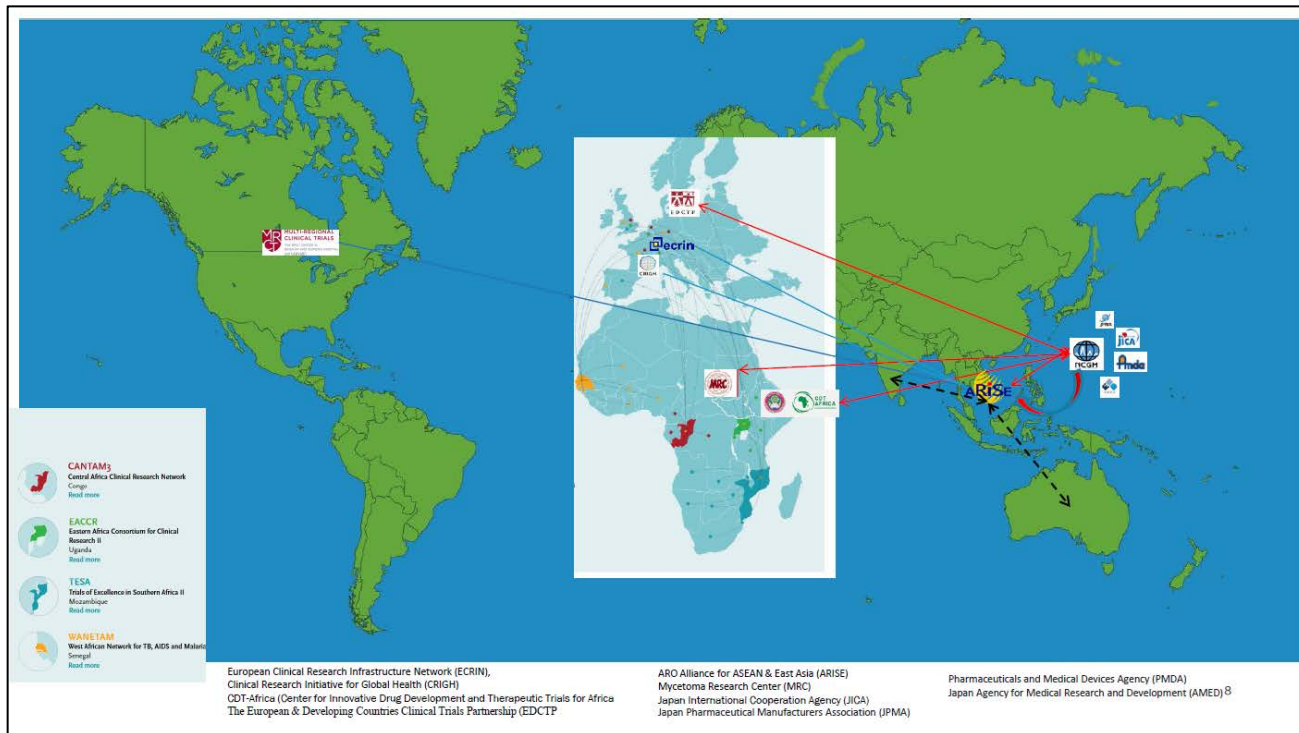 MULTI-REGIONAL
CLINICAL TRIALS
EDCTP
ecrin
CRIGH
JPMA
JICA
NCGM
Pmda
MRC
CDT
AFRICA
ARiSE
CANTAM3
Central Africa Clinical Research Network
Congo
Read more
EACCR
Eastern Africa Consortium for Clinical
Research II
Uganda
Read more
TESA
Trials of Excellence in Southern Africa II
Mozambique
Read more
WANETAM
West African Network for TB, AIDS and Malaria
Senegal
Read more
European Clinical Research Infrastructure Network (ECRIN),
Clinical Research Initiative for Global Health (CRIGH)
CDT-Africa (Center for Innovative Drug Development and Therapeutic Trials for Africa
The European & Developing Countries Clinical Trials Partnership (EDCTP
ARO Alliance for ASEAN & East Asia (ARISE)
Mycetoma Research Center (MRC)
Japan International Cooperation Agency (JICA)
Japan Pharmaceutical Manufacturers Association (JPMA)
Pharmaceuticals and Medical Devices Agency (PMDA)
Japan Agency for Medical Research and Development (AMED) 8